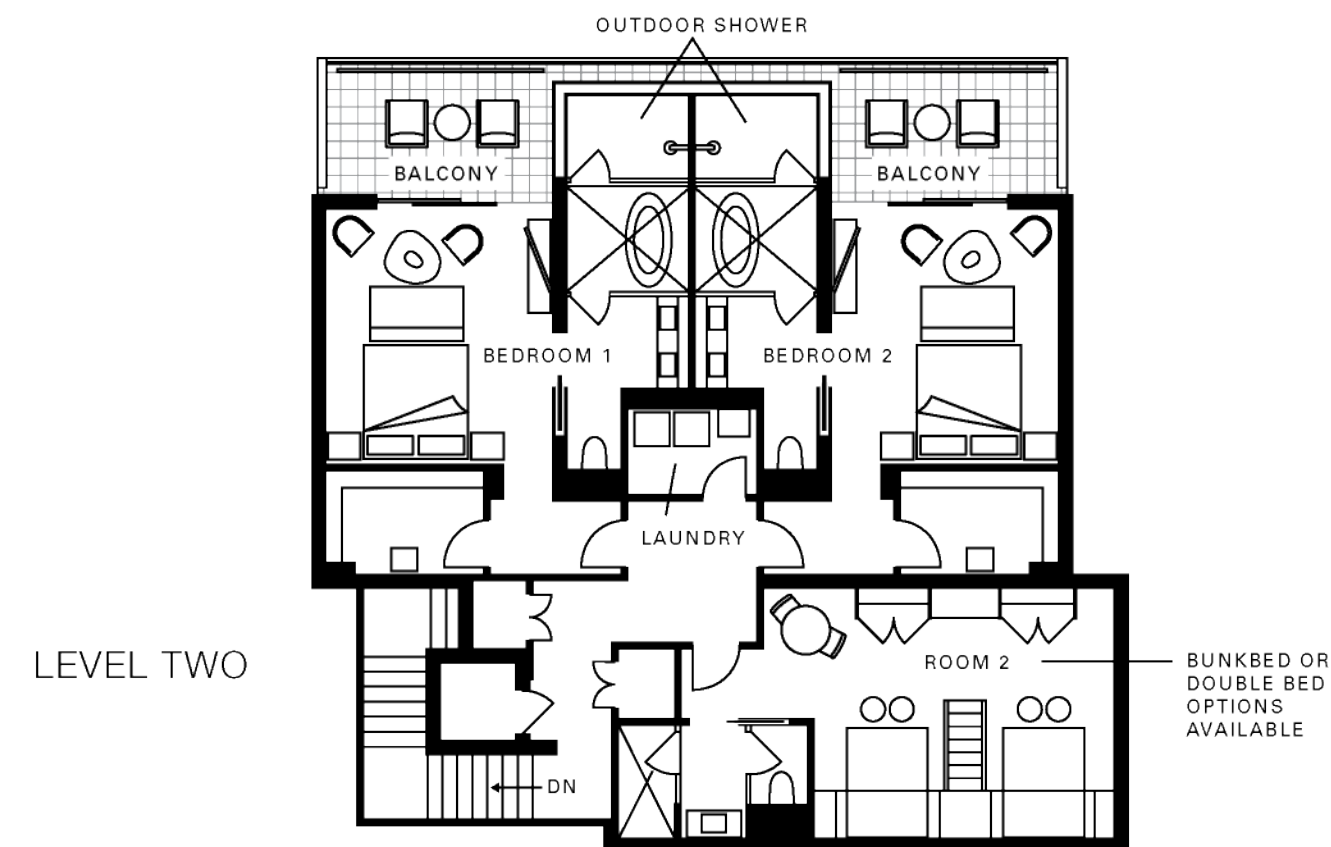 OUTDOOR SHOWER
BALCONY
BALCONY
BEDROOM 1
BEDROOM 2
LAUNDRY
LEVEL TWO
ROOM 2
BUNKBED OR
DOUBLE BED
OPTIONS
AVAILABLE
DN